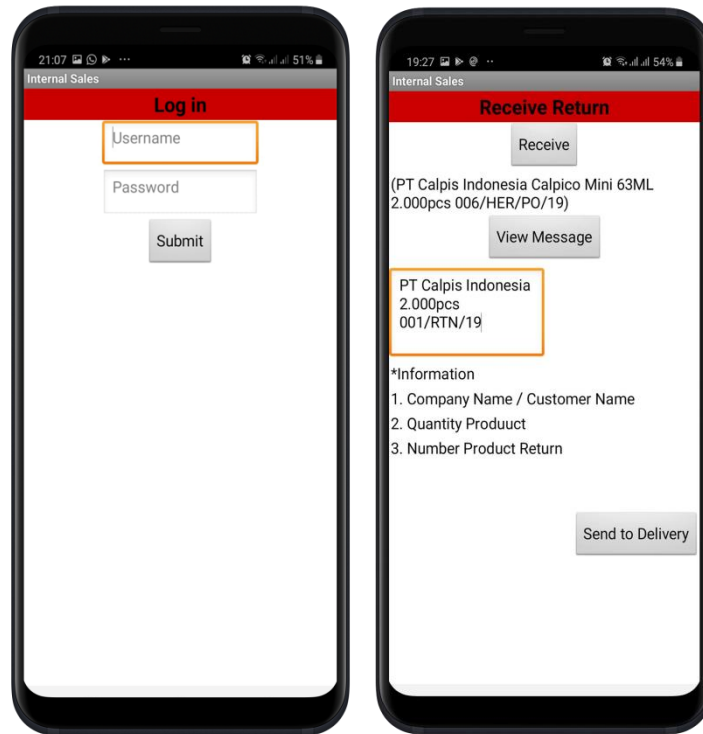 21:07 ... 51%
Internal Sales
Log in
Username
Password
Submit
19:27 .. 54%
Internal Sales
Receive Return
Receive
(PT Calpis Indonesia Calpico Mini 63ML
2.000pcs 006/HER/PO/19)
View Message
PT Calpis Indonesia
2.000pcs
001/RTN/19
*Information
1. Company Name / Customer Name
2. Quantity Produuct
3. Number Product Return
Send to Delivery